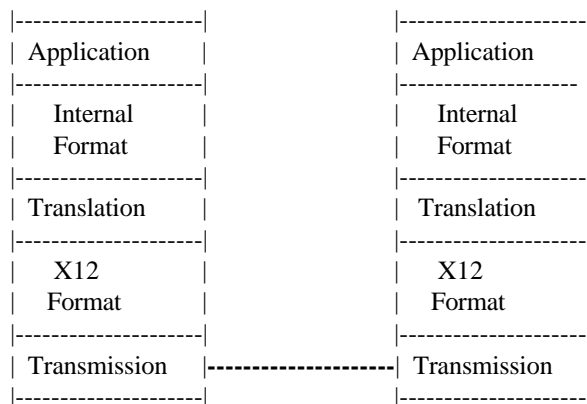 |---------------------| |---------------------
| Application | | Application
|---------------------| |--------------------
| Internal | | Internal
| Format | | Format
|---------------------| |---------------------
| Translation | | Translation
|---------------------| |---------------------
| X12 | | X12
| Format | | Format
|---------------------| |---------------------
| Transmission |---------------------| Transmission
|---------------------| |---------------------